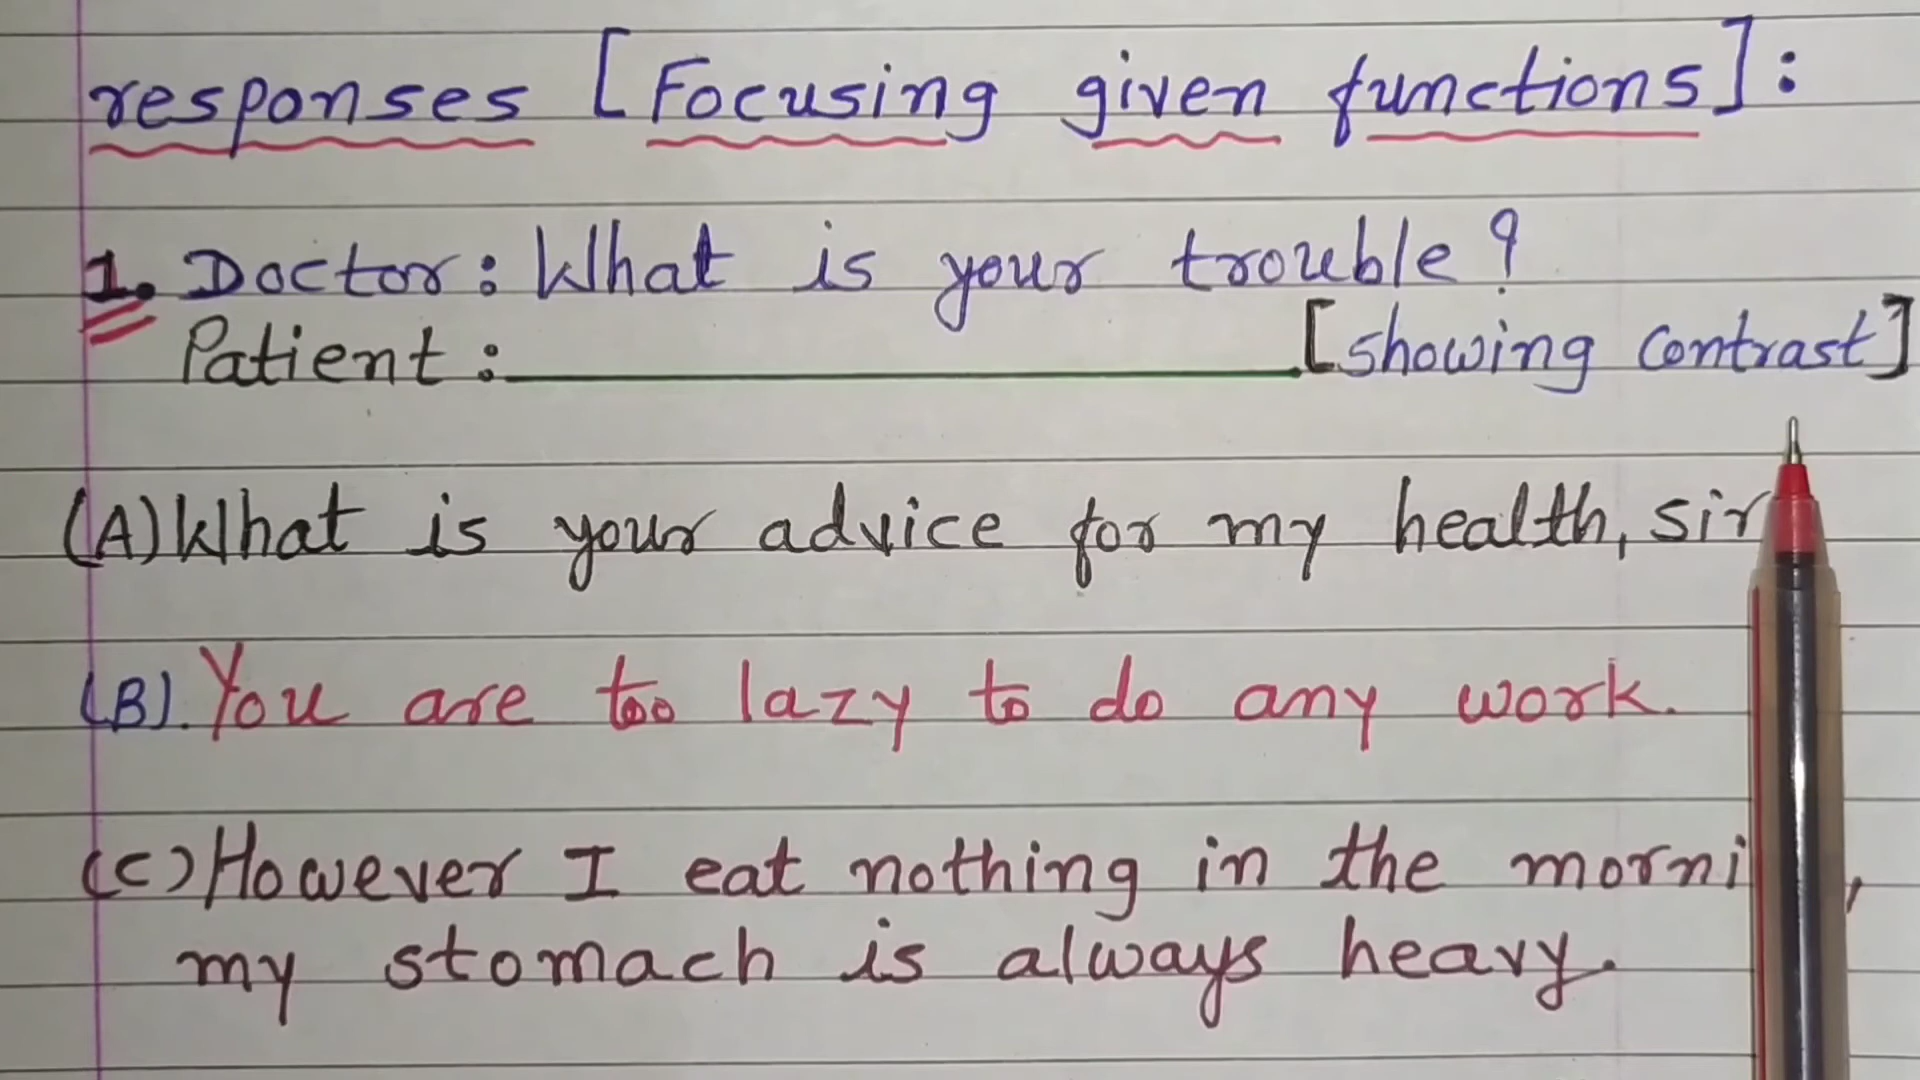 responses [Focusing given functions]:
1. Doctor: What is your trouble?
Patient: [showing contrast]
(A) What is your advice for my health, sir
(B). You are too lazy to do any work.
(C) However I eat nothing in the morni ,
my stomach is always heavy.